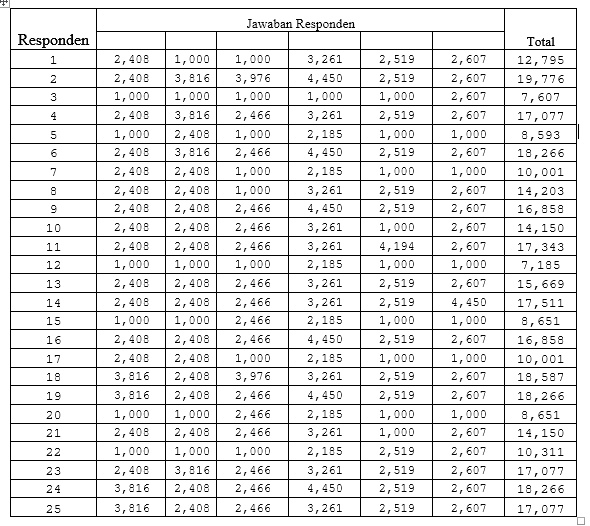 Jawaban Responden
Responden Total
1 2,408 1,000 1,000 3,261 2,519 2,607 12,795
2 2,408 3,816 3,976 4,450 2,519 2,607 19,776
3 1,000 1,000 1,000 1,000 1,000 2,607 7,607
4 2,408 3,816 2,466 3,261 2,519 2,607 17,077
5 1,000 2,408 1,000 2,185 1,000 1,000 8,593
6 2,408 3,816 2,466 4,450 2,519 2,607 18,266
7 2,408 2,408 1,000 2,185 1,000 1,000 10,001
8 2,408 2,408 1,000 3,261 2,519 2,607 14,203
9 2,408 2,408 2,466 4,450 2,519 2,607 16,858
10 2,408 2,408 2,466 3,261 1,000 2,607 14,150
11 2,408 2,408 2,466 3,261 4,194 2,607 17,343
12 1,000 1,000 1,000 2,185 1,000 1,000 7,185
13 2,408 2,408 2,466 3,261 2,519 2,607 15,669
14 2,408 2,408 2,466 3,261 2,519 4,450 17,511
15 1,000 1,000 2,466 2,185 1,000 1,000 8,651
16 2,408 2,408 2,466 4,450 2,519 2,607 16,858
17 2,408 2,408 1,000 2,185 1,000 1,000 10,001
18 3,816 2,408 3,976 3,261 2,519 2,607 18,587
19 3,816 2,408 2,466 4,450 2,519 2,607 18,266
20 1,000 1,000 2,466 2,185 1,000 1,000 8,651
21 2,408 2,408 2,466 3,261 1,000 2,607 14,150
22 1,000 1,000 1,000 2,185 2,519 2,607 10,311
23 2,408 3,816 2,466 3,261 2,519 2,607 17,077
24 3,816 2,408 2,466 4,450 2,519 2,607 18,266
25 3,816 2,408 2,466 3,261 2,519 2,607 17,077